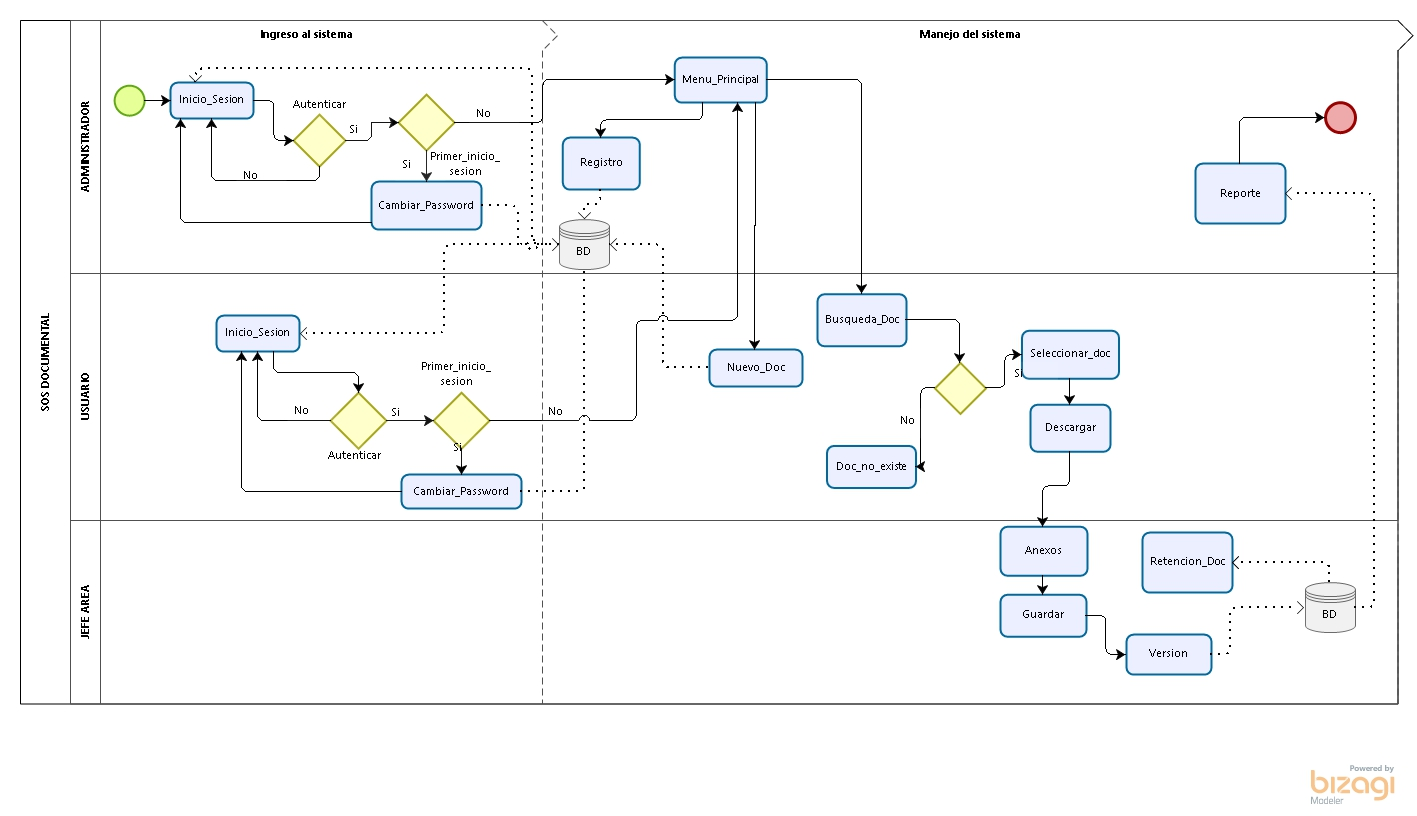 Ingreso al sistema
Manejo del sistema
SOS DOCUMENTAL
ADMINISTRADOR
Inicio_Sesion
Autenticar
Si
No
No
Si
Primer_inicio_
sesion
Cambiar_Password
Menu_Principal
Registro
BD
Reporte
USUARIO
Inicio_Sesion
No
Autenticar
Si
Primer_inicio_
sesion
No
Si
Cambiar_Password
Nuevo_Doc
Busqueda_Doc
Si
No
Seleccionar_doc
Descargar
Doc_no_existe
JEFE AREA
Anexos
Guardar
Version
Retencion_Doc
BD
Powered by
bizagi
Modeler